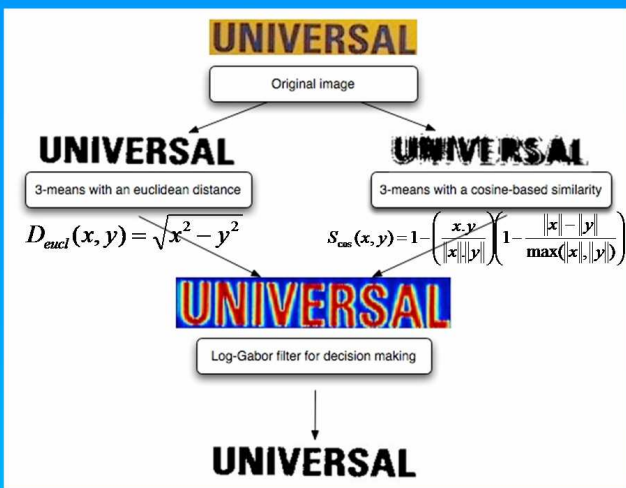 UNIVERSAL
Original image
UNIVERSAL
UNIVERSAL
3-means with an euclidean distance
3-means with a cosine-based similarity
D_eucl(x, y) = √(x² − y²)
S_cos(x, y) = 1 − (x.y / ‖x‖.‖y‖)(1 − (‖x‖ − ‖y‖) / max(‖x‖, ‖y‖))
UNIVERSAL
Log-Gabor filter for decision making
UNIVERSAL